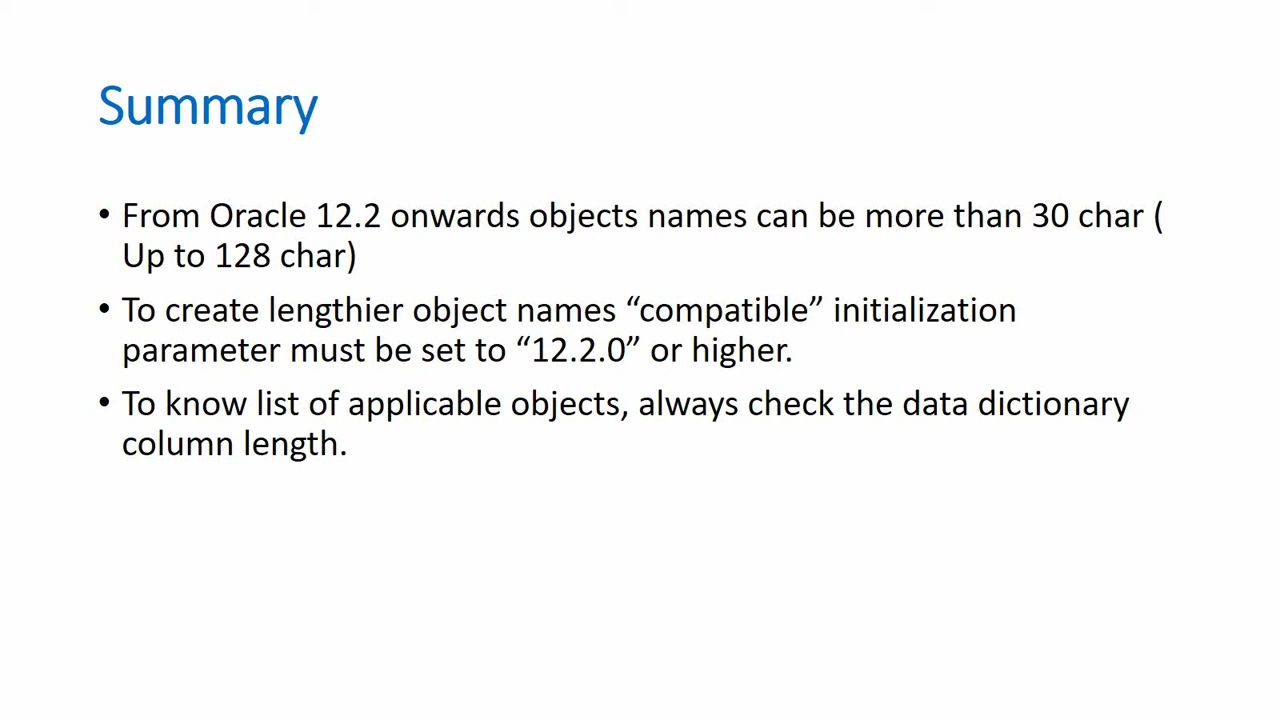 Summary
• From Oracle 12.2 onwards objects names can be more than 30 char (
Up to 128 char)
• To create lengthier object names “compatible” initialization
parameter must be set to “12.2.0” or higher.
• To know list of applicable objects, always check the data dictionary
column length.